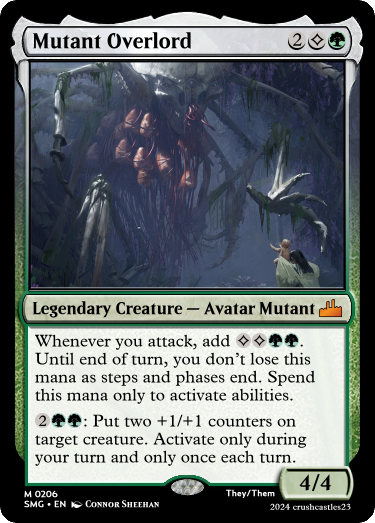 Mutant Overlord 2◇
Legendary Creature — Avatar Mutant
Whenever you attack, add ◇◇.
Until end of turn, you don't lose this
mana as steps and phases end. Spend
this mana only to activate abilities.
2: Put two +1/+1 counters on
target creature. Activate only during
your turn and only once each turn.
4/4
M 0206
SMG • EN Connor Sheehan
They/Them
2024 crushcastles23